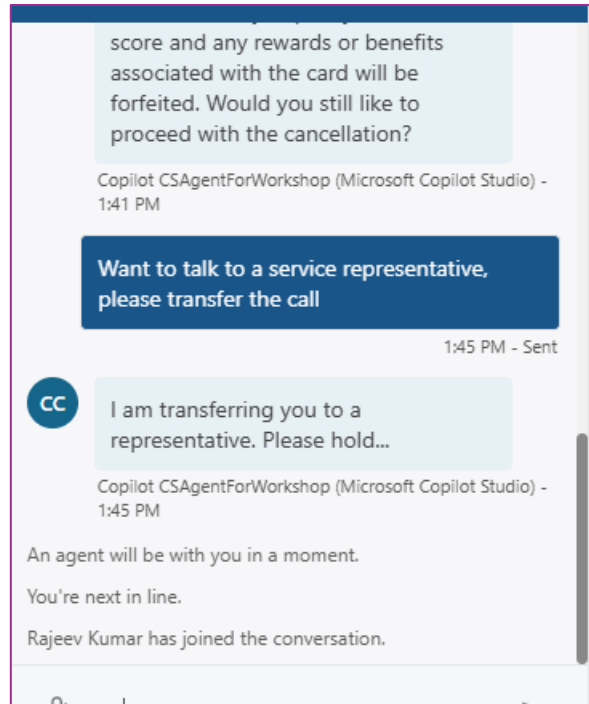 score and any rewards or benefits
associated with the card will be
forfeited. Would you still like to
proceed with the cancellation?
Copilot CSAgentForWorkshop (Microsoft Copilot Studio) -
1:41 PM
Want to talk to a service representative,
please transfer the call
1:45 PM - Sent
CC
I am transferring you to a
representative. Please hold...
Copilot CSAgentForWorkshop (Microsoft Copilot Studio) -
1:45 PM
An agent will be with you in a moment.
You're next in line.
Rajeev Kumar has joined the conversation.